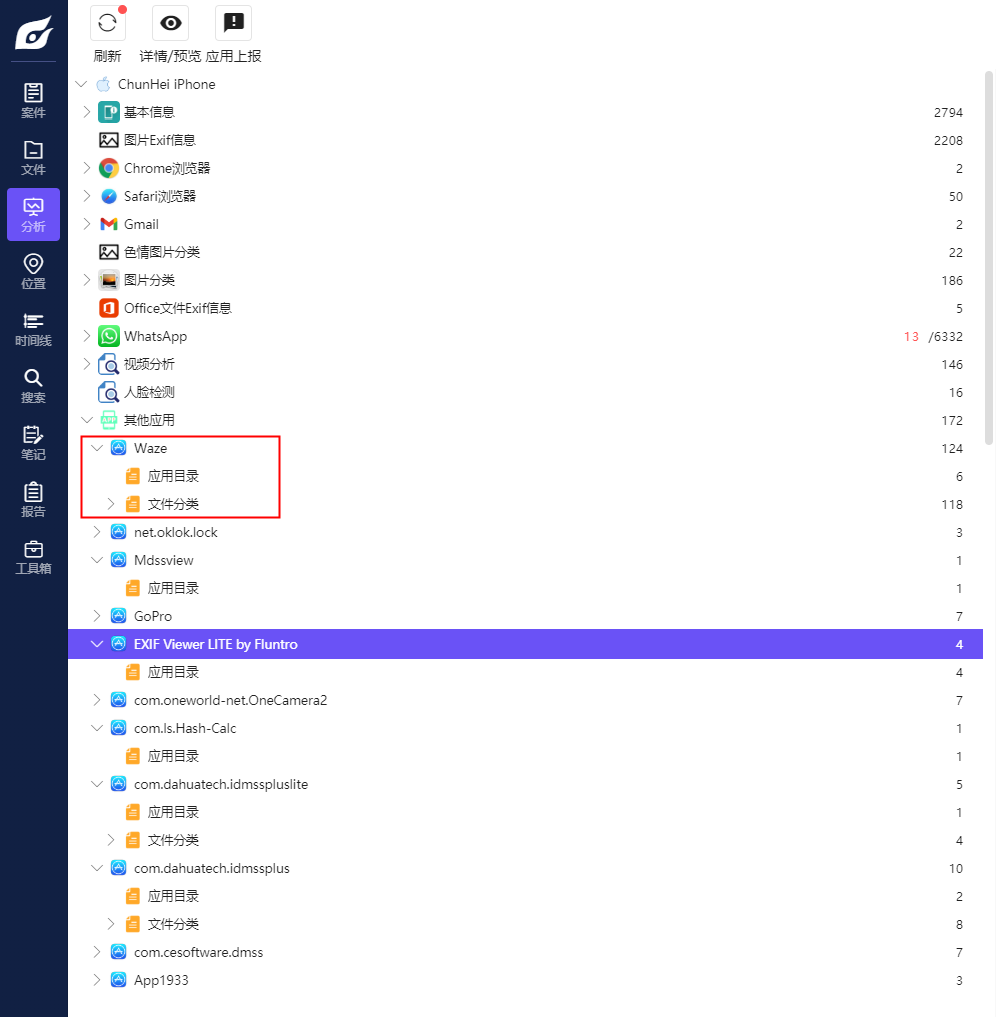 刷新 详情/预览 应用上报
案件
文件
分析
位置
时间线
搜索
笔记
报告
工具箱
ChunHei iPhone
基本信息 2794
图片Exif信息 2208
Chrome浏览器 2
Safari浏览器 50
Gmail 2
色情图片分类 22
图片分类 186
Office文件Exif信息 5
WhatsApp 13 /6332
视频分析 146
人脸检测 16
其他应用 172
Waze 124
应用目录 6
文件分类 118
net.oklok.lock 3
Mdssview 1
应用目录 1
GoPro 7
EXIF Viewer LITE by Fluntro 4
应用目录 4
com.oneworld-net.OneCamera2 7
com.ls.Hash-Calc 1
应用目录 1
com.dahuatech.idmsspluslite 5
应用目录 1
文件分类 4
com.dahuatech.idmssplus 10
应用目录 2
文件分类 8
com.cesoftware.dmss 7
App1933 3